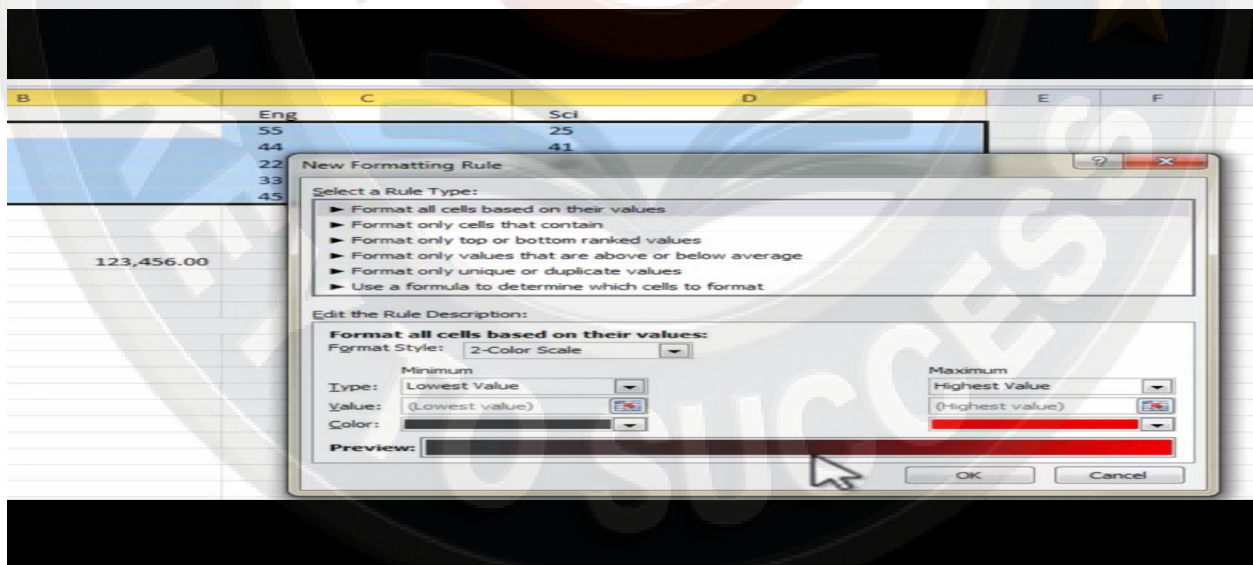 B C D E F
Eng Sci
55 25
44 41
22
33
45
123,456.00
New Formatting Rule
Select a Rule Type:
► Format all cells based on their values
► Format only cells that contain
► Format only top or bottom ranked values
► Format only values that are above or below average
► Format only unique or duplicate values
► Use a formula to determine which cells to format
Edit the Rule Description:
Format all cells based on their values:
Format Style: 2-Color Scale
Minimum Maximum
Type: Lowest Value Highest Value
Value: (Lowest value) (Highest value)
Color:
Preview:
OK Cancel
TO SUCCESS